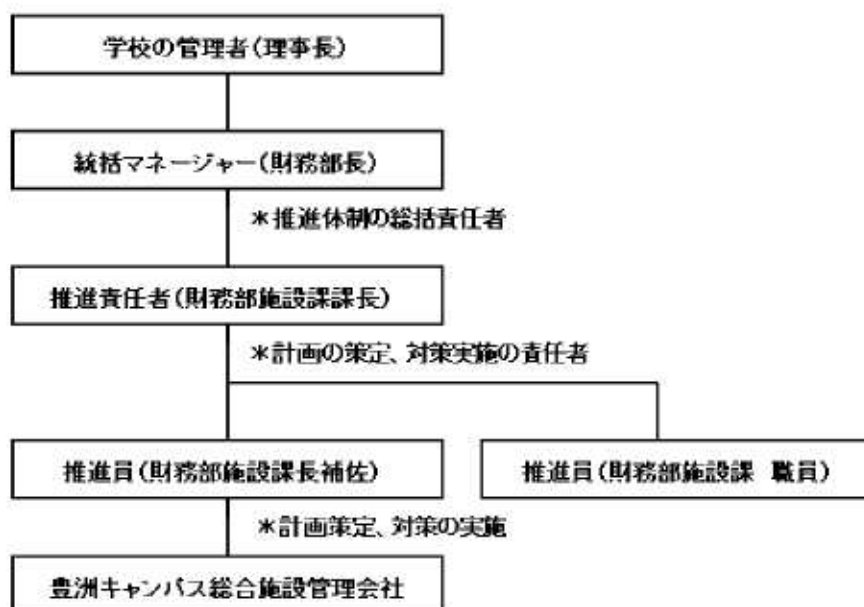 学校の管理者(理事長)
統括マネージャー(財務部長)
＊推進体制の総括責任者
推進責任者(財務部施設課課長)
＊計画の策定、対策実施の責任者
推進員(財務部施設課長補佐)
推進員(財務部施設課 職員)
＊計画策定、対策の実施
豊洲キャンパス総合施設管理会社